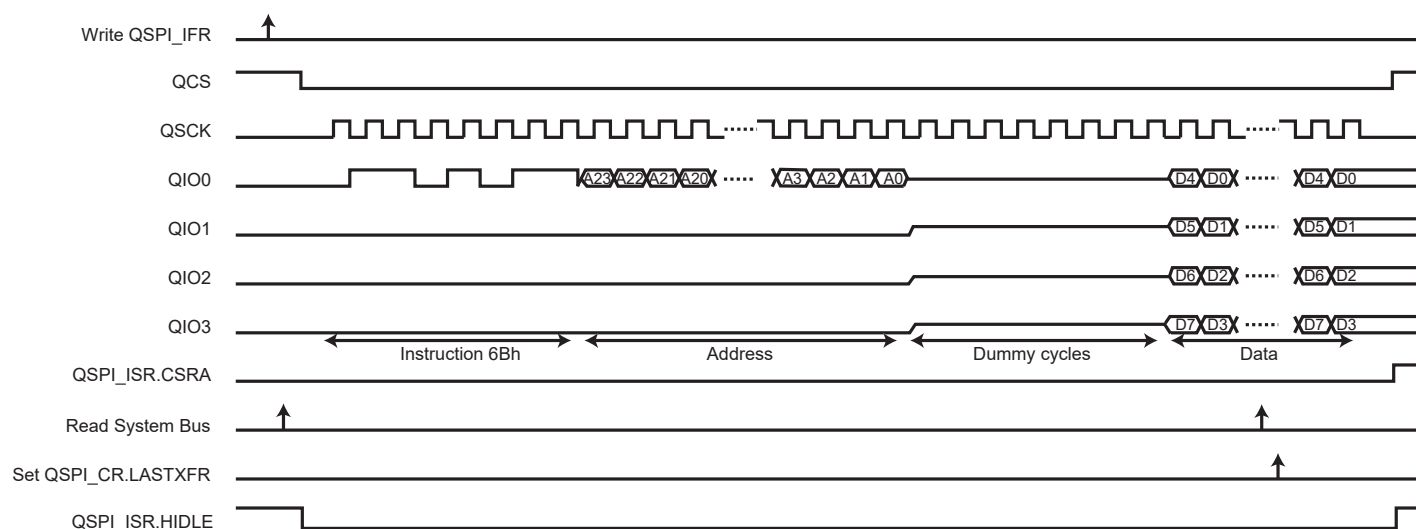 Write QSPI_IFR
QCS
QSCK
QIO0 A23 A22 A21 A20 A3 A2 A1 A0 D4 D0 D4 D0
QIO1 D5 D1 D5 D1
QIO2 D6 D2 D6 D2
QIO3 D7 D3 D7 D3
Instruction 6Bh Address Dummy cycles Data
QSPI_ISR.CSRA
Read System Bus
Set QSPI_CR.LASTXFR
QSPI_ISR.HIDLE